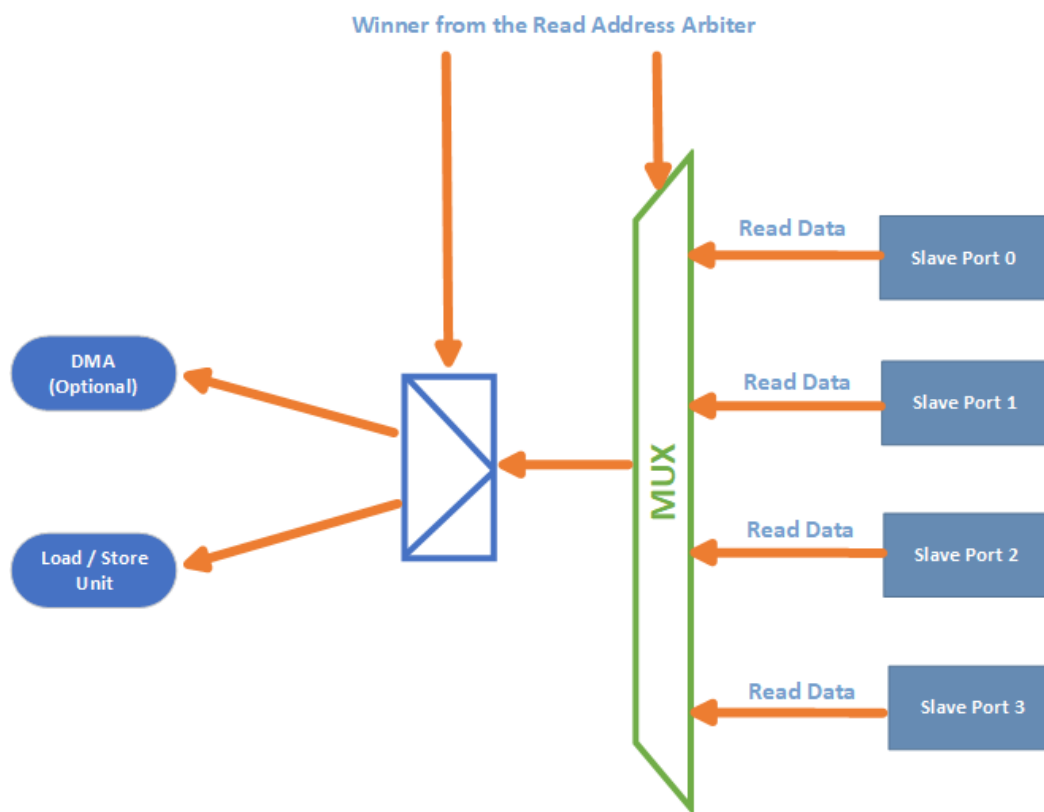 Winner from the Read Address Arbiter
Read Data
Slave Port 0
DMA
(Optional)
Read Data
Slave Port 1
MUX
Read Data
Slave Port 2
Load / Store
Unit
Read Data
Slave Port 3